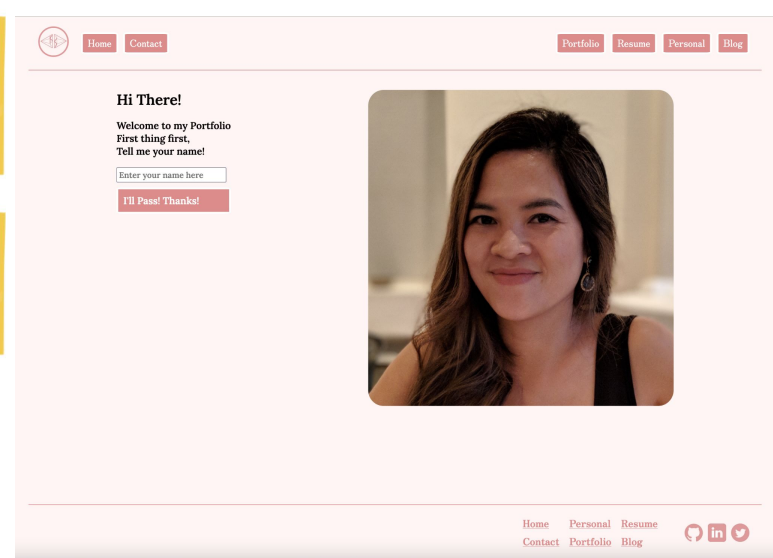 Home Contact Portfolio Resume Personal Blog
Hi There!
Welcome to my Portfolio
First thing first,
Tell me your name!
Enter your name here
I'll Pass! Thanks!
Home Personal Resume
Contact Portfolio Blog
in